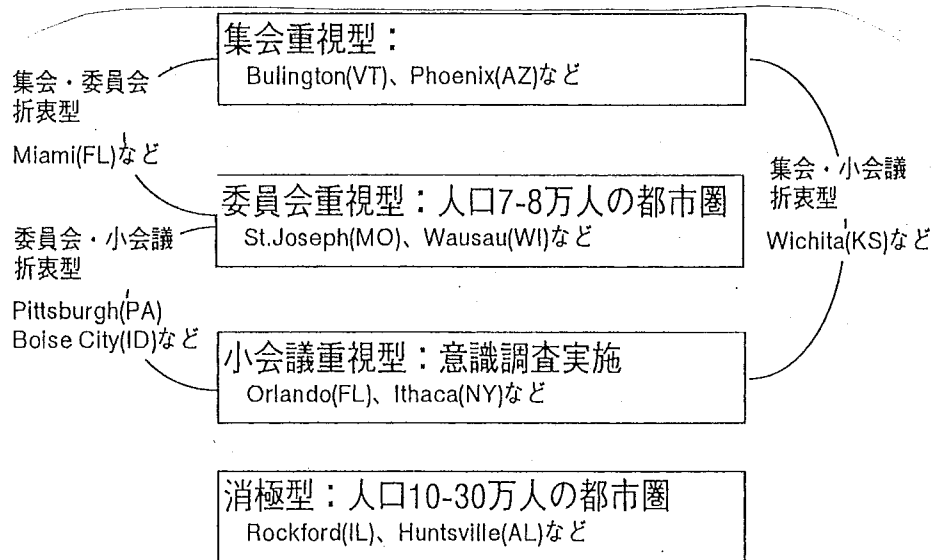 集会重視型：
Bulington(VT)、Phoenix(AZ)など
集会・委員会
折衷型
Miami(FL)など
委員会重視型：人口7-8万人の都市圏
St.Joseph(MO)、Wausau(WI)など
集会・小会議
折衷型
Wichita(KS)など
委員会・小会議
折衷型
Pittsburgh(PA)
Boise City(ID)など
小会議重視型：意識調査実施
Orlando(FL)、Ithaca(NY)など
消極型：人口10-30万人の都市圏
Rockford(IL)、Huntsville(AL)など